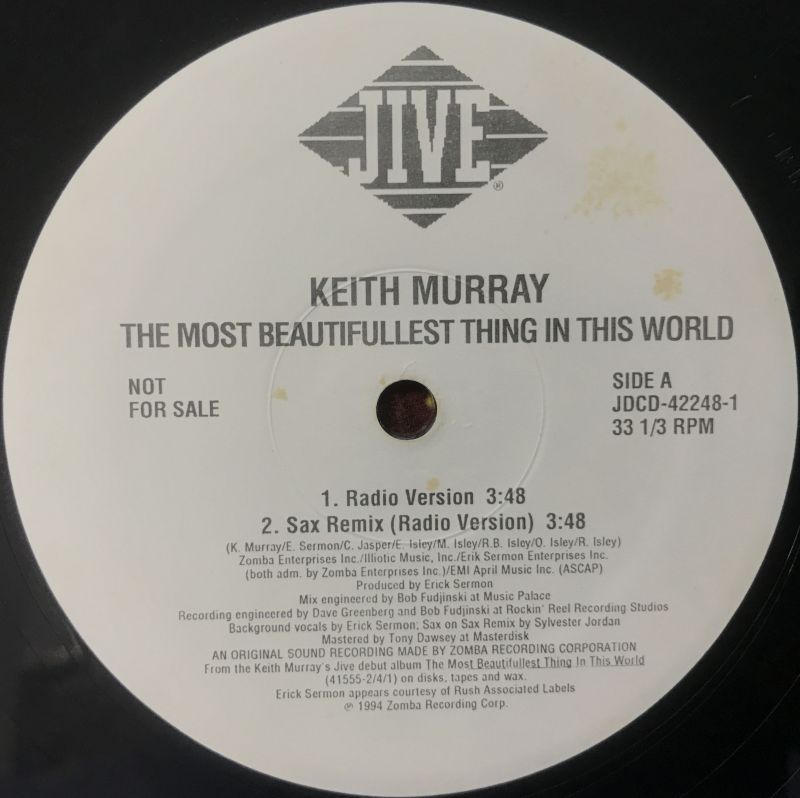 JIVE®
KEITH MURRAY
THE MOST BEAUTIFULLEST THING IN THIS WORLD
NOT
FOR SALE
SIDE A
JDCD-42248-1
33 1/3 RPM
1. Radio Version 3:48
2. Sax Remix (Radio Version) 3:48
(K. Murray/E. Sermon/C. Jasper/E. Isley/M. Isley/R.B. Isley/O. Isley/R. Isley)
Zomba Enterprises Inc./Illiotic Music, Inc./Erik Sermon Enterprises Inc.
(both adm. by Zomba Enterprises Inc.)/EMI April Music Inc. (ASCAP)
Produced by Erick Sermon
Mix engineered by Bob Fudjinski at Music Palace
Recording engineered by Dave Greenberg and Bob Fudjinski at Rockin' Reel Recording Studios
Background vocals by Erick Sermon; Sax on Sax Remix by Sylvester Jordan
Mastered by Tony Dawsey at Masterdisk
AN ORIGINAL SOUND RECORDING MADE BY ZOMBA RECORDING CORPORATION
From the Keith Murray's Jive debut album The Most Beautifullest Thing In This World
(41555-2/4/1) on disks, tapes and wax.
Erick Sermon appears courtesy of Rush Associated Labels
℗ 1994 Zomba Recording Corp.